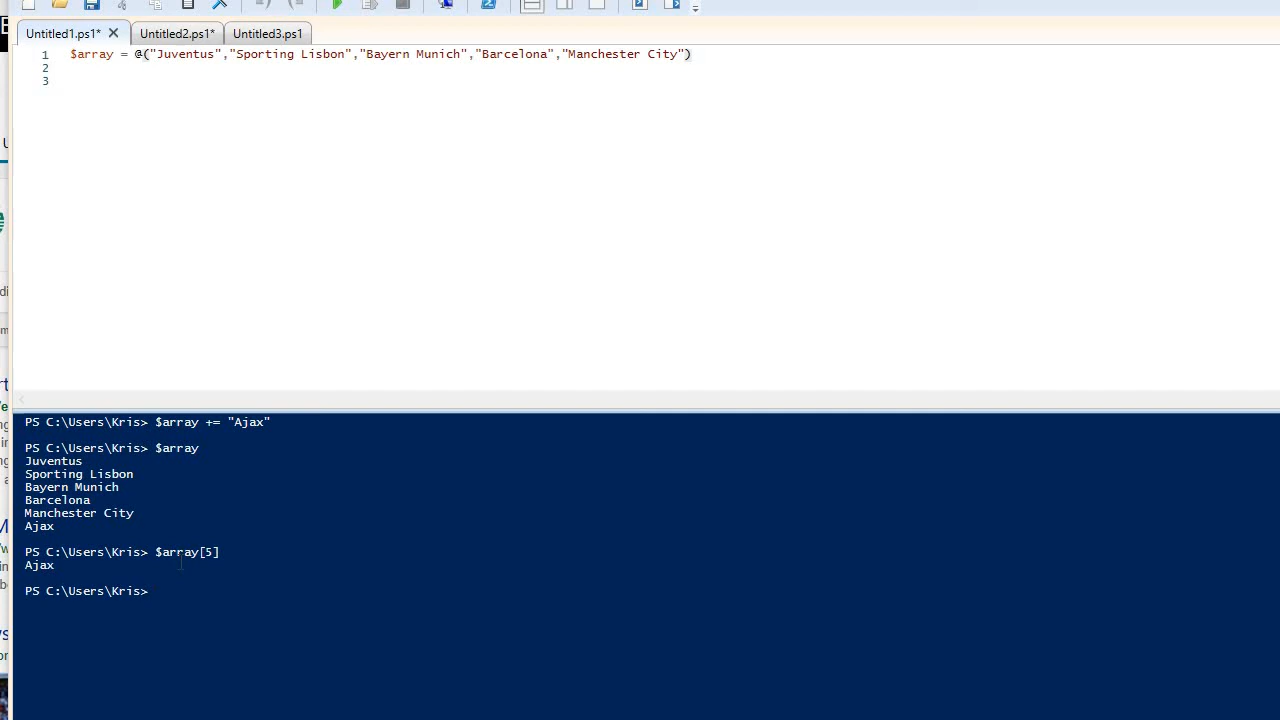 Untitled1.ps1* X Untitled2.ps1* Untitled3.ps1
1 $array = @("Juventus","Sporting Lisbon","Bayern Munich","Barcelona","Manchester City")
2
3
PS C:\Users\Kris> $array += "Ajax"
PS C:\Users\Kris> $array
Juventus
Sporting Lisbon
Bayern Munich
Barcelona
Manchester City
Ajax
PS C:\Users\Kris> $array[5]
Ajax
PS C:\Users\Kris>